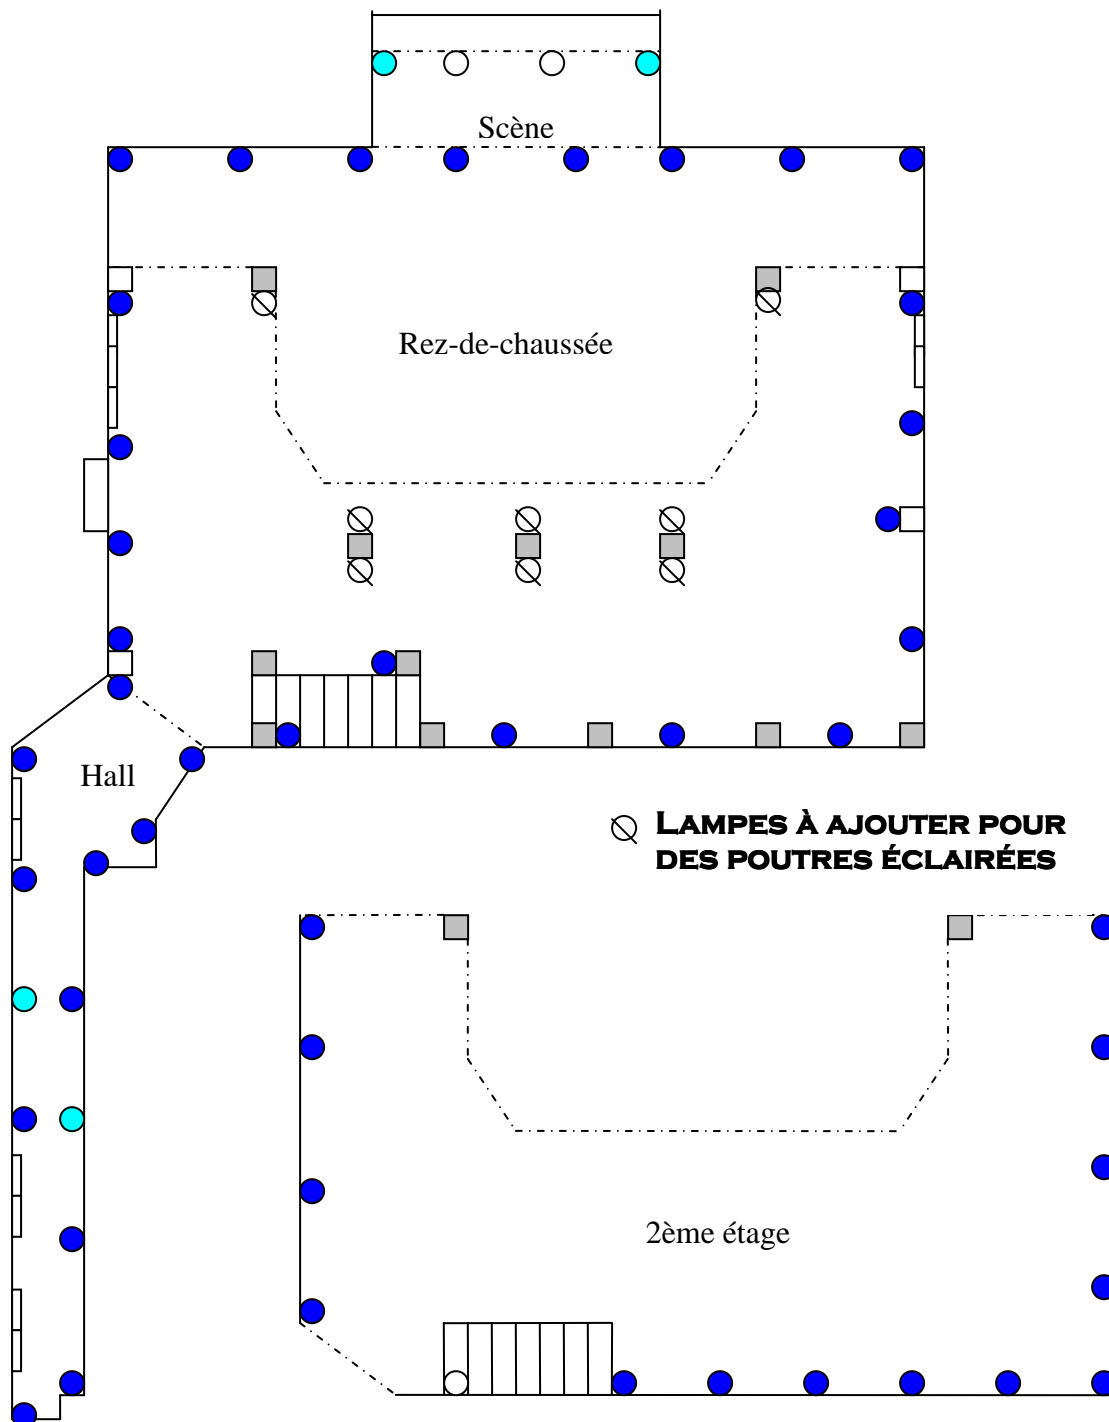 Scène
Rez-de-chaussée
Hall
LAMPES À AJOUTER POUR
DES POUTRES ÉCLAIRÉES
2ème étage